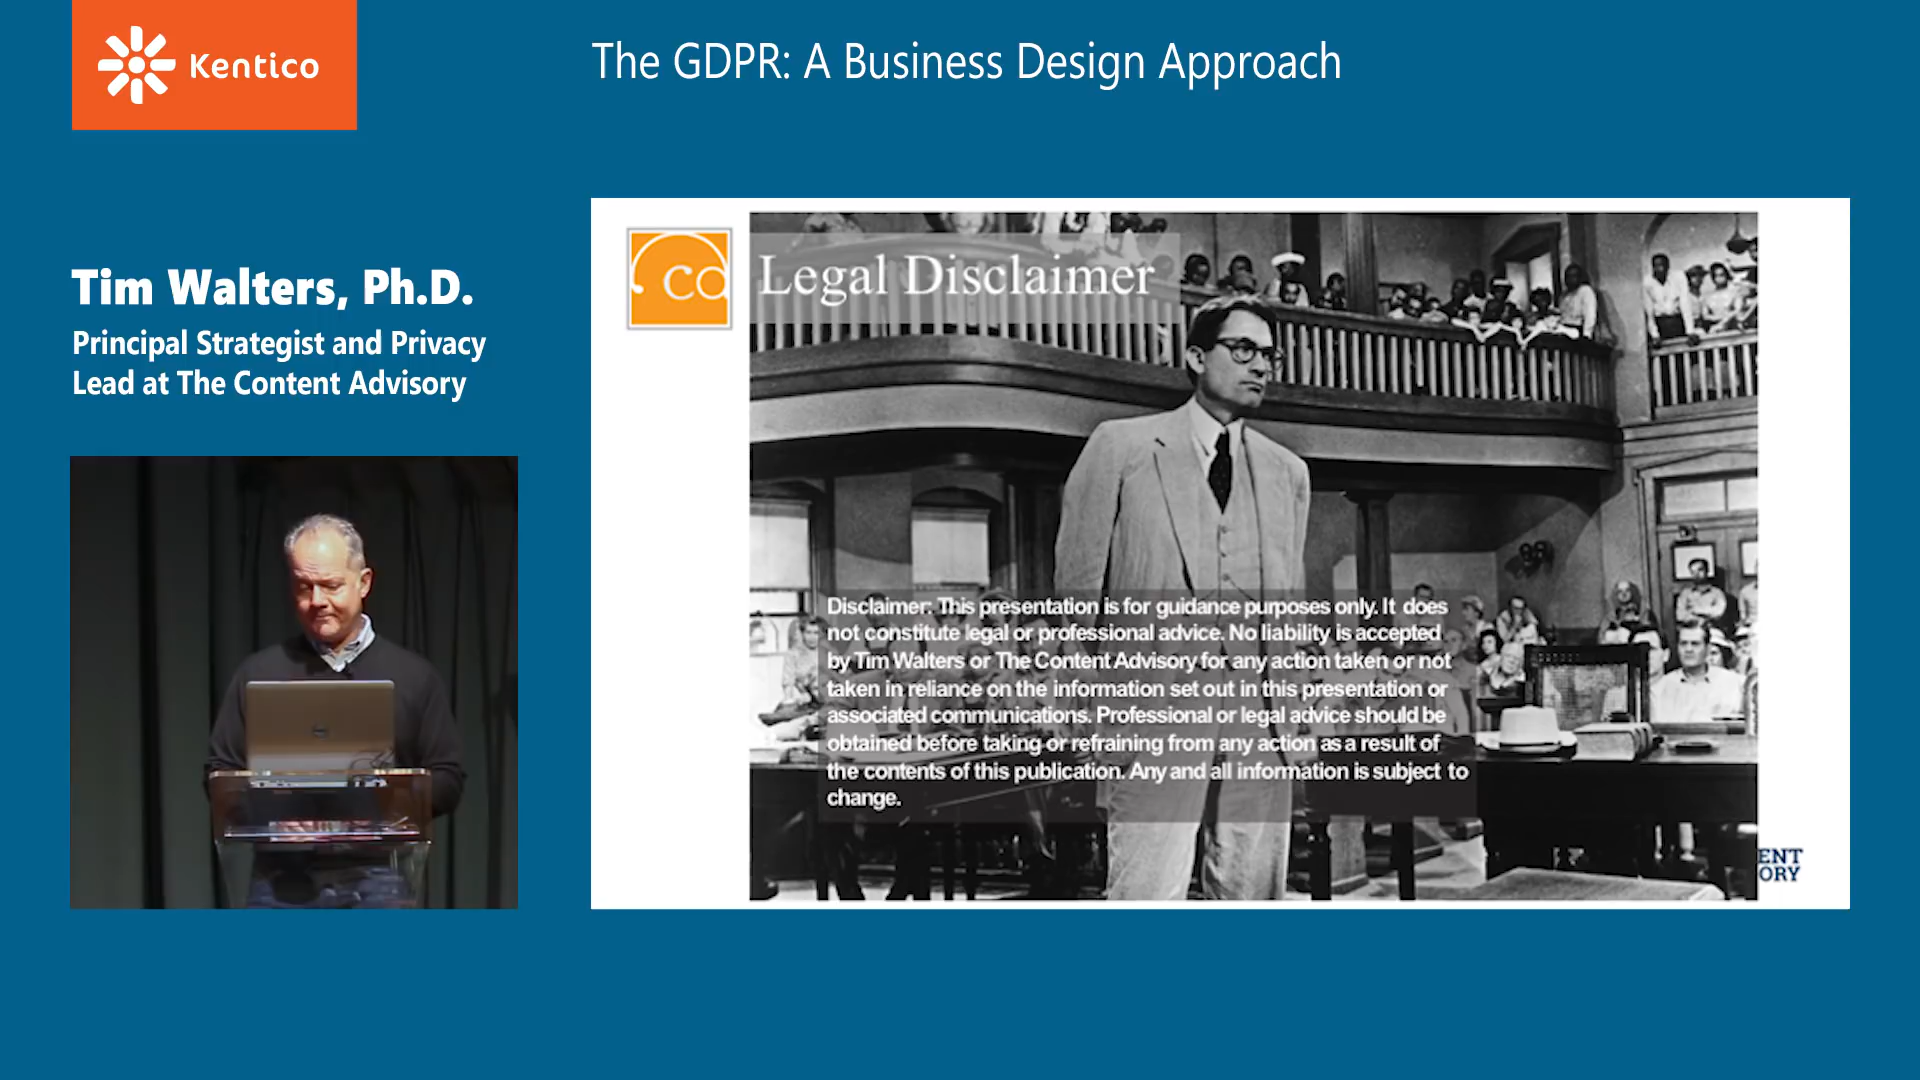 Kentico
The GDPR: A Business Design Approach
Tim Walters, Ph.D.
Principal Strategist and Privacy
Lead at The Content Advisory
ca
Legal Disclaimer
Disclaimer: This presentation is for guidance purposes only. It does
not constitute legal or professional advice. No liability is accepted
by Tim Walters or The Content Advisory for any action taken or not
taken in reliance on the information set out in this presentation or
associated communications. Professional or legal advice should be
obtained before taking or refraining from any action as a result of
the contents of this publication. Any and all information is subject to
change.
ENT
ORY